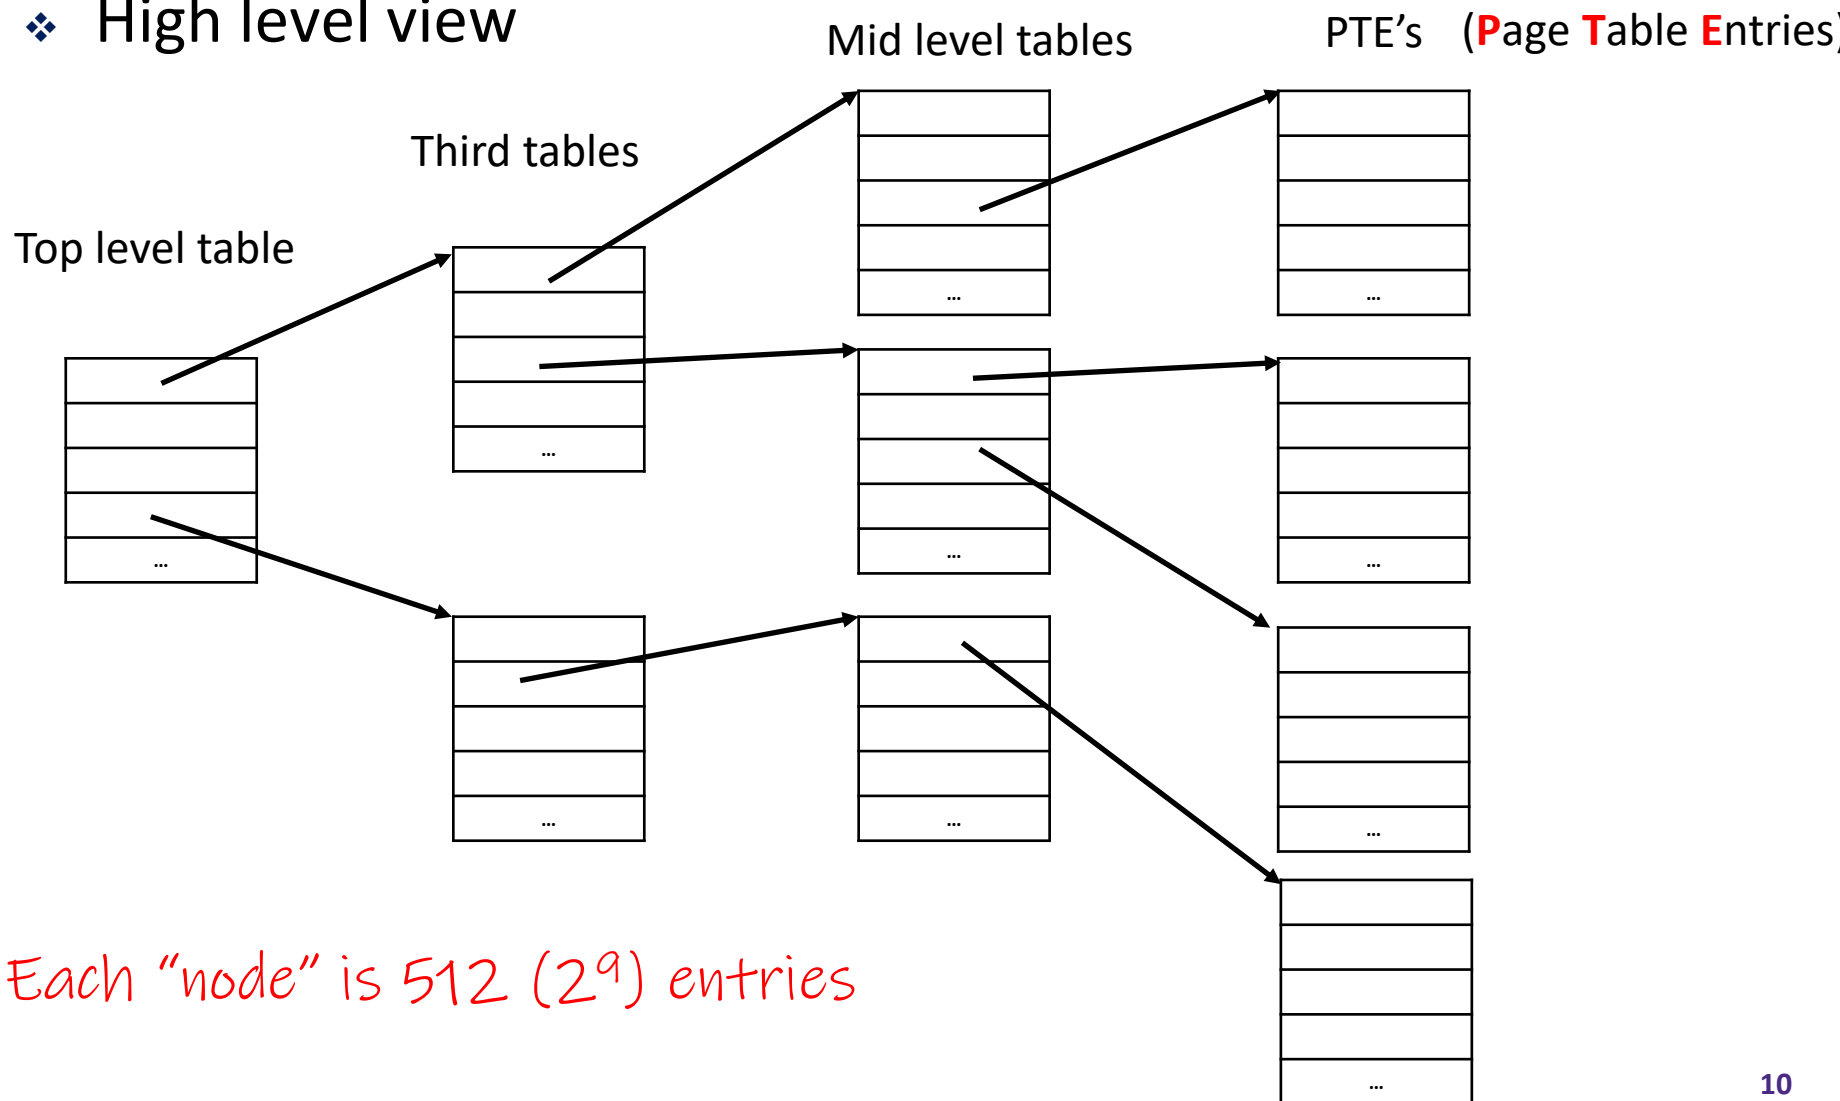 ❖ High level view
Mid level tables
PTE's (Page Table Entries)
Third tables
Top level table
...
...
...
...
...
...
...
...
...
...
Each “node” is 512 (2⁹) entries
10